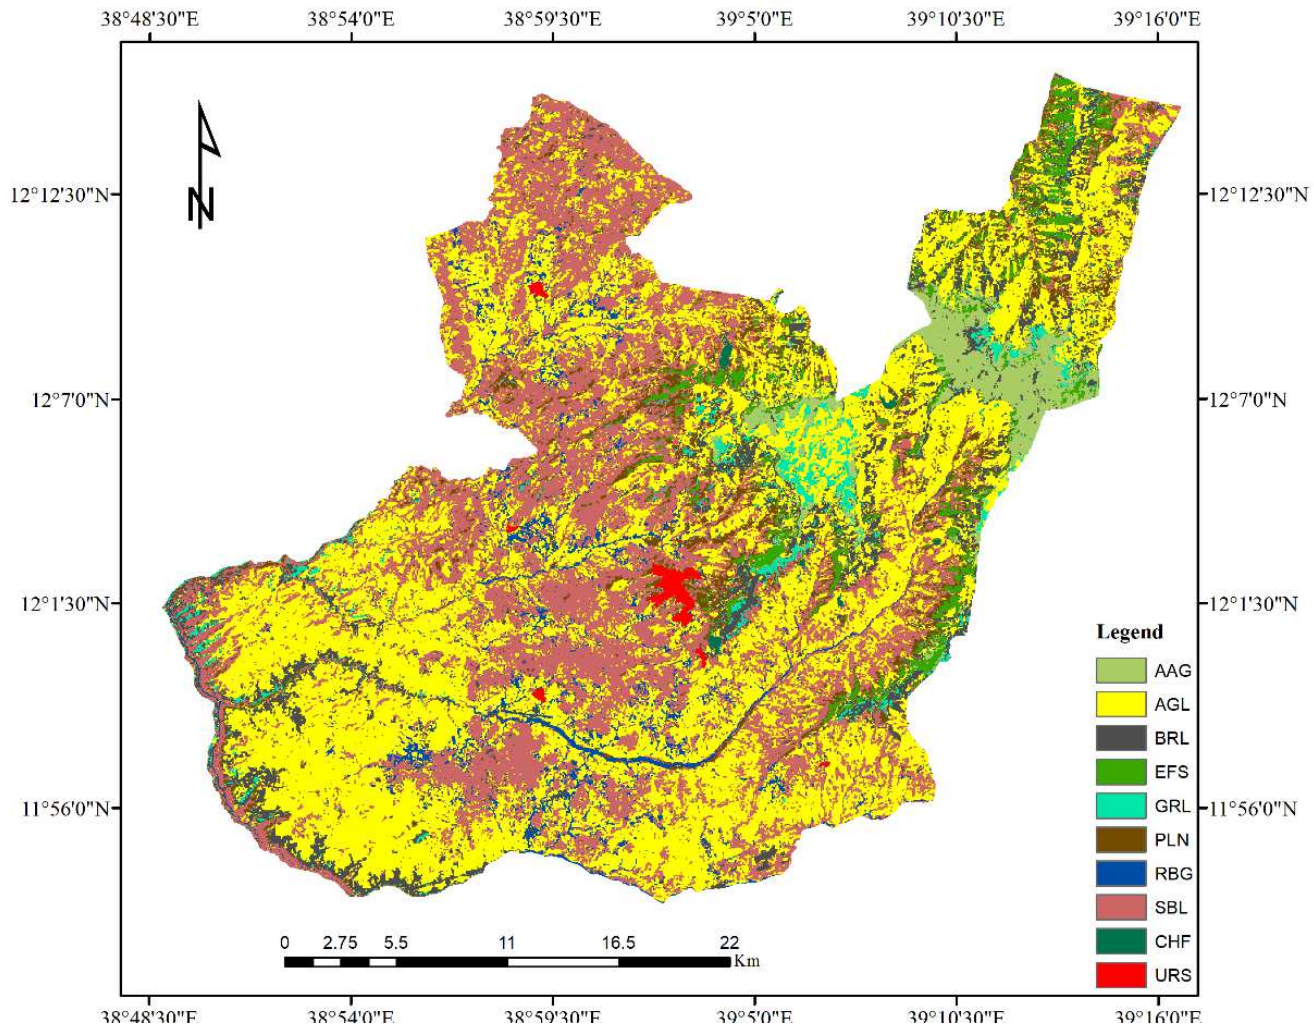 38°48'30"E 38°54'0"E 38°59'30"E 39°5'0"E 39°10'30"E 39°16'0"E
N
12°12'30"N 12°12'30"N
12°7'0"N 12°7'0"N
12°1'30"N 12°1'30"N
11°56'0"N 11°56'0"N
Legend
AAG
AGL
BRL
EFS
GRL
PLN
RBG
SBL
CHF
URS
0 2.75 5.5 11 16.5 22
Km
38°48'30"E 38°54'0"E 38°59'30"E 39°5'0"E 39°10'30"E 39°16'0"E